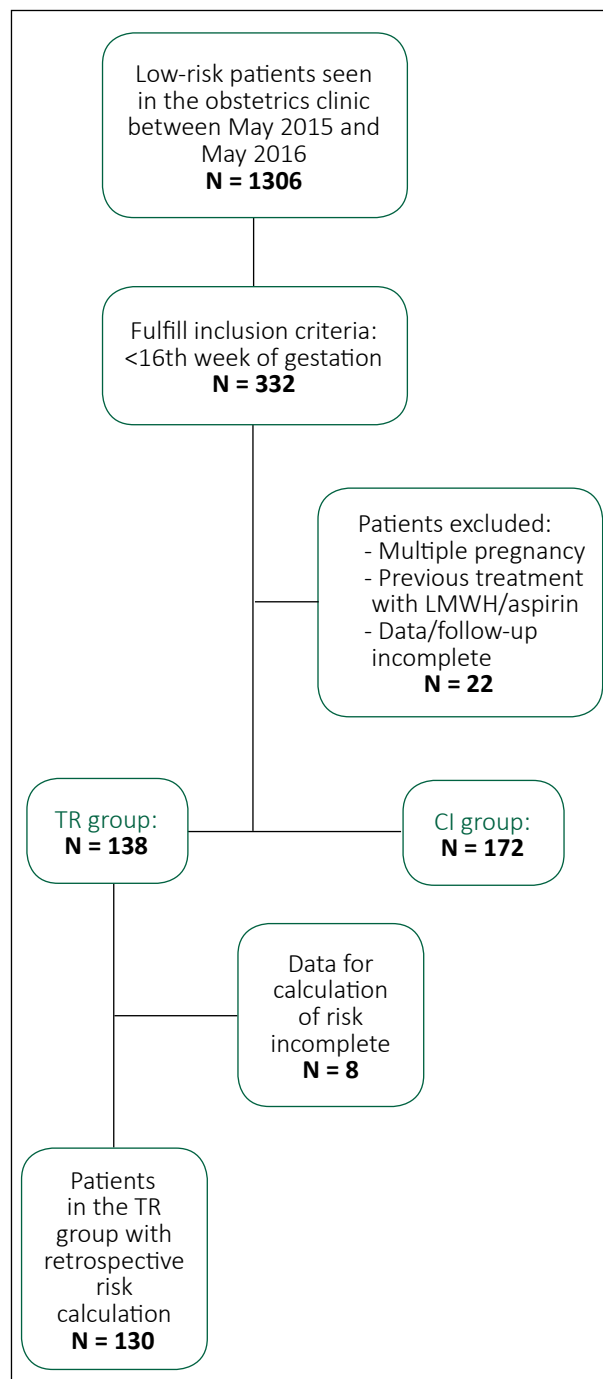 Low-risk patients seen
in the obstetrics clinic
between May 2015 and
May 2016
N = 1306
Fulfill inclusion criteria:
<16th week of gestation
N = 332
Patients excluded:
- Multiple pregnancy
- Previous treatment
with LMWH/aspirin
- Data/follow-up
incomplete
N = 22
TR group:
N = 138
CI group:
N = 172
Data for
calculation
of risk
incomplete
N = 8
Patients
in the TR
group with
retrospective
risk
calculation
N = 130